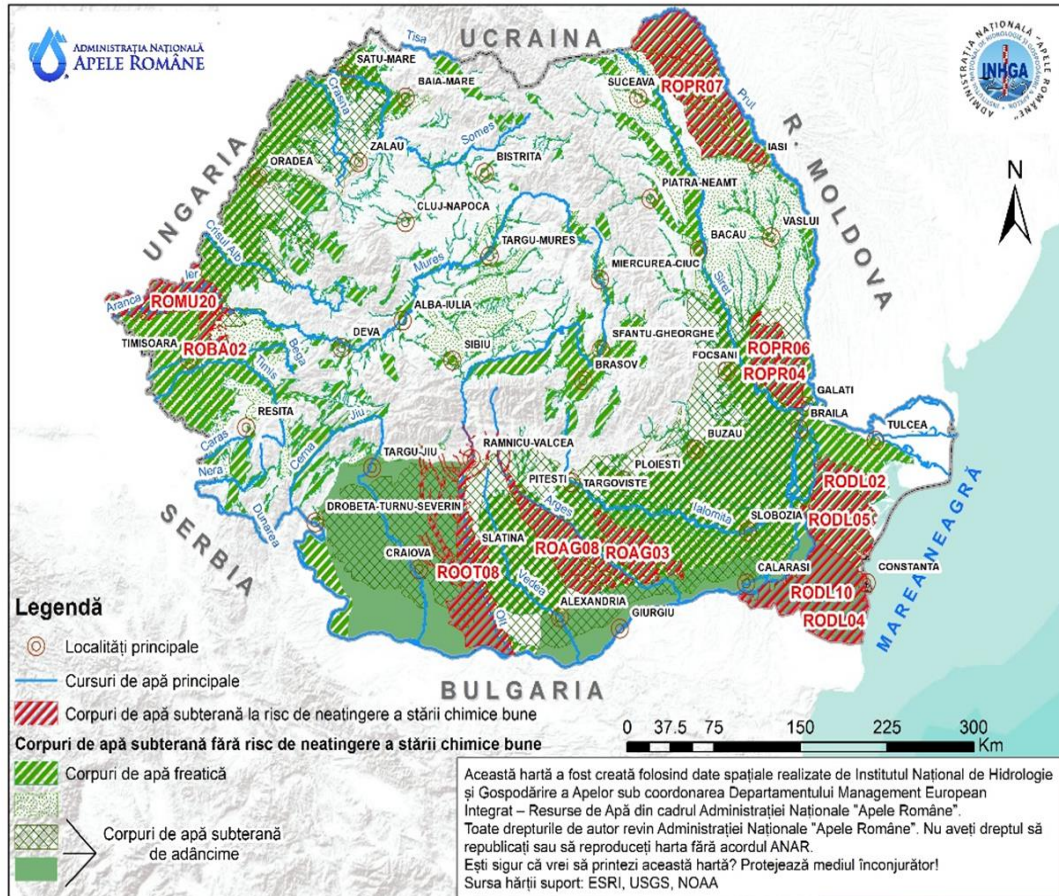 ADMINISTRAȚIA NAȚIONALĂ
APELE ROMÂNE
UCRAINA
INHGA
Tisa
SATU-MARE
BAIA-MARE
SUCEAVA
ROPR07
Prut
R. MOLDOVA
N
Crasna
ZALAU
Somes
BISTRITA
IASI
ORADEA
PIATRA-NEAMT
UNGARIA
CLUJ-NAPOCA
VASLUI
BACAU
TARGU-MURES
Crisul Alb
Mures
MIERCUREA-CIUC
Siret
Ier
Aranca
ROMU20
ALBA-IULIA
TIMISOARA
DEVA
SFANTU-GHEORGHE
ROBA02
Bega
SIBIU
ROPR06
FOCSANI
Timis
BRASOV
ROPR04
GALATI
RESITA
Jiu
BRAILA
TULCEA
Caras
Cerna
RAMNICU-VALCEA
BUZAU
Nera
TARGU-JIU
PLOIESTI
PITESTI
TARGOVISTE
RODL02
Dunarea
DROBETA-TURNU-SEVERIN
Arges
Ialomita
SLOBOZIA
RODL05
SERBIA
SLATINA
ROAG08
ROAG03
CRAIOVA
ROOT08
CALARASI
CONSTANTA
Vedea
RODL10
ALEXANDRIA
GIURGIU
RODL04
Olt
MAREA NEAGRĂ
BULGARIA
Legendă
Localități principale
Cursuri de apă principale
Corpuri de apă subterană la risc de neatingere a stării chimice bune
Corpuri de apă subterană fără risc de neatingere a stării chimice bune
Corpuri de apă freatică
Corpuri de apă subterană
de adâncime
0 37.5 75 150 225 300
Km
Această hartă a fost creată folosind date spațiale realizate de Institutul Național de Hidrologie
și Gospodărire a Apelor sub coordonarea Departamentului Management European
Integrat – Resurse de Apă din cadrul Administrației Naționale "Apele Române".
Toate drepturile de autor revin Administrației Naționale "Apele Române". Nu aveți dreptul să
republicați sau să reproduceți harta fără acordul ANAR.
Ești sigur că vrei să printezi această hartă? Protejează mediul înconjurător!
Sursa hărții suport: ESRI, USGS, NOAA